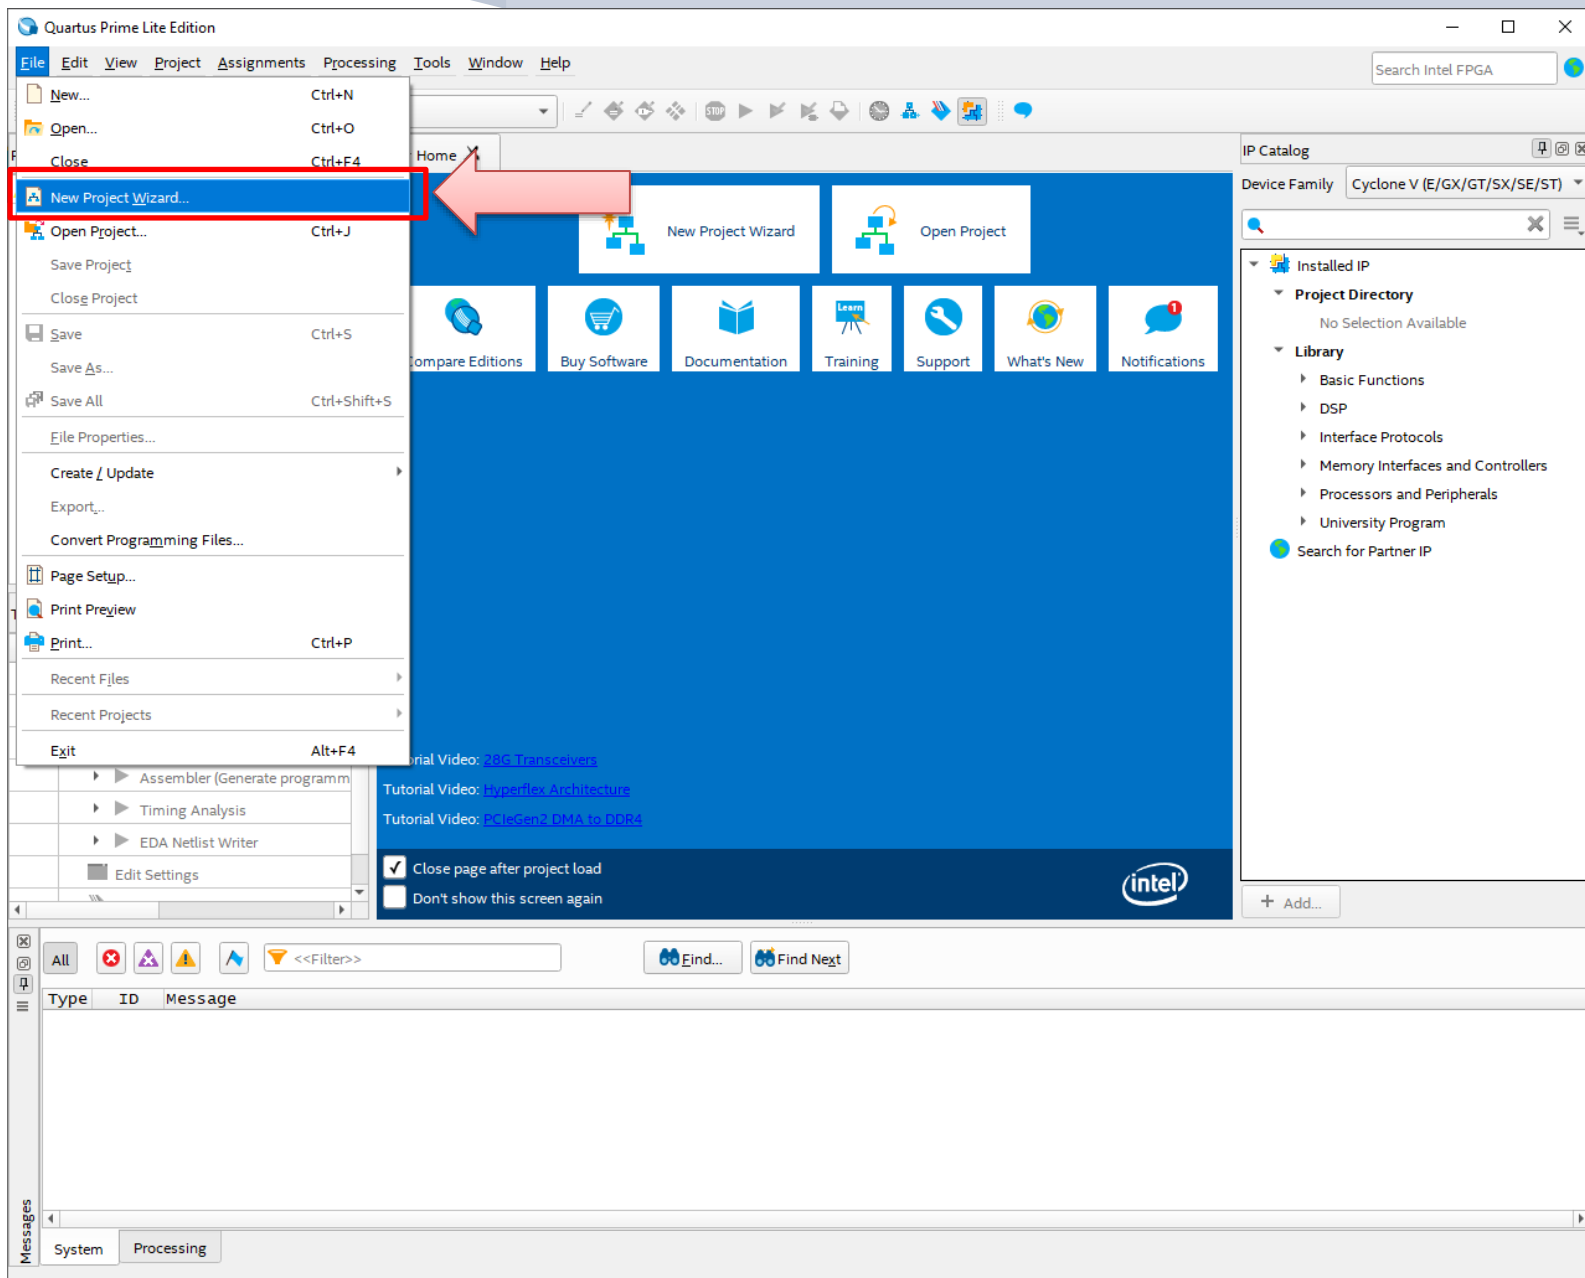 Quartus Prime Lite Edition
File Edit View Project Assignments Processing Tools Window Help
Search Intel FPGA
New... Ctrl+N
Open... Ctrl+O
Close Ctrl+F4
New Project Wizard...
Open Project... Ctrl+J
Save Project
Close Project
Save Ctrl+S
Save As...
Save All Ctrl+Shift+S
File Properties...
Create / Update
Export...
Convert Programming Files...
Page Setup...
Print Preview
Print... Ctrl+P
Recent Files
Recent Projects
Exit Alt+F4
Assembler (Generate programm
Timing Analysis
EDA Netlist Writer
Edit Settings
STOP
Home
New Project Wizard
Open Project
Compare Editions
Buy Software
Documentation
Learn
Training
Support
What's New
1
Notifications
Tutorial Video: 28G Transceivers
Tutorial Video: Hyperflex Architecture
Tutorial Video: PCIeGen2 DMA to DDR4
Close page after project load
Don't show this screen again
intel
IP Catalog
Device Family Cyclone V (E/GX/GT/SX/SE/ST)
Installed IP
Project Directory
No Selection Available
Library
Basic Functions
DSP
Interface Protocols
Memory Interfaces and Controllers
Processors and Peripherals
University Program
Search for Partner IP
+ Add...
All <<Filter>> Find... Find Next
Type ID Message
Messages
System Processing